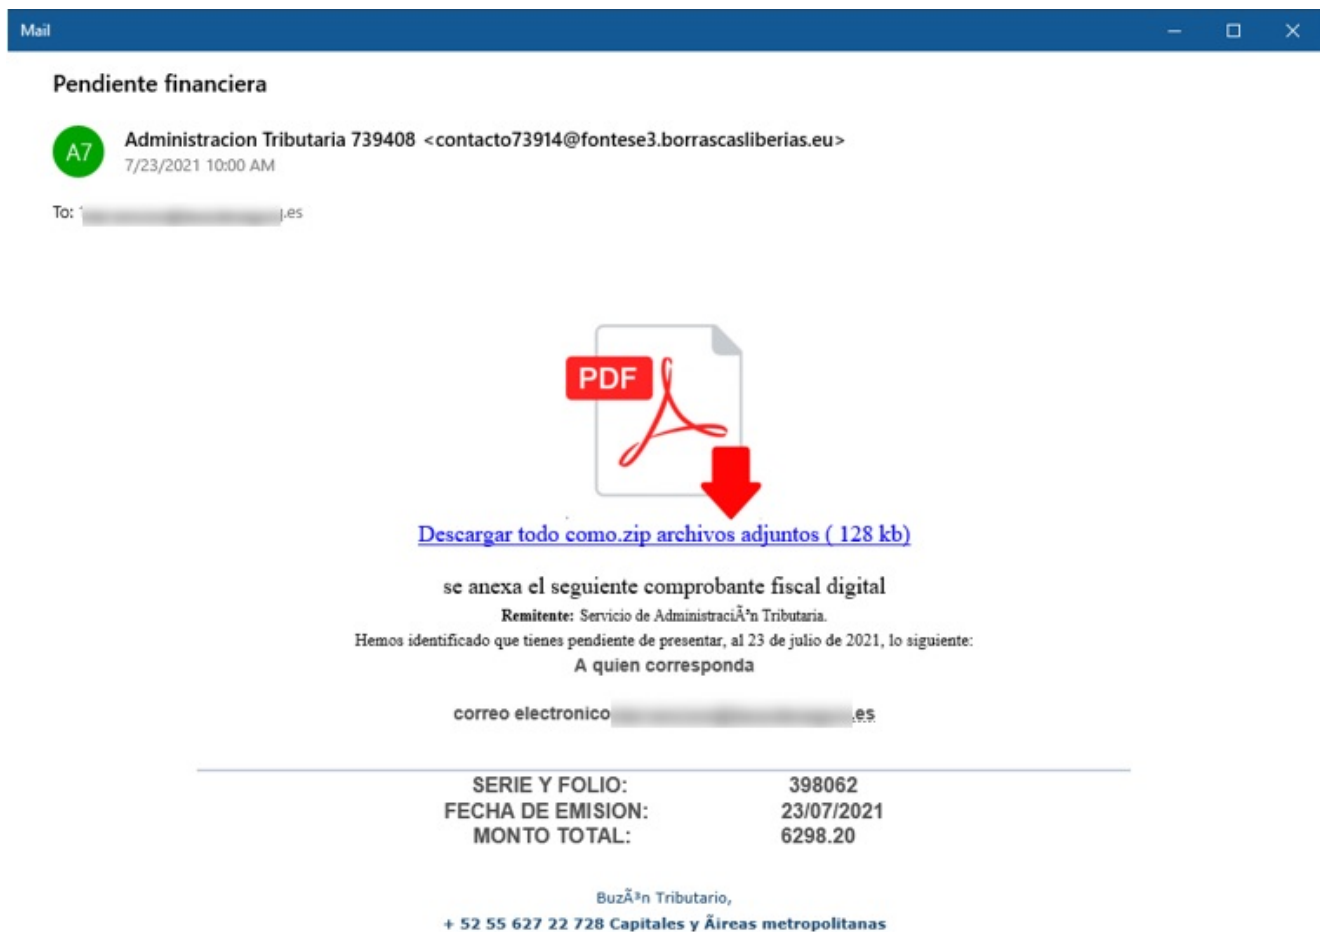 Mail
Pendiente financiera
A7
Administracion Tributaria 739408 <contacto73914@fontese3.borrascasliberias.eu>
7/23/2021 10:00 AM
To: .es
PDF
Descargar todo como.zip archivos adjuntos ( 128 kb)
se anexa el seguiente comprobante fiscal digital
Remitente: Servicio de AdministraciÃ³n Tributaria.
Hemos identificado que tienes pendiente de presentar, al 23 de julio de 2021, lo siguiente:
A quien corresponda
correo electronico .es
SERIE Y FOLIO: 398062
FECHA DE EMISION: 23/07/2021
MONTO TOTAL: 6298.20
BuzÃ³n Tributario,
+ 52 55 627 22 728 Capitales y Ãireas metropolitanas